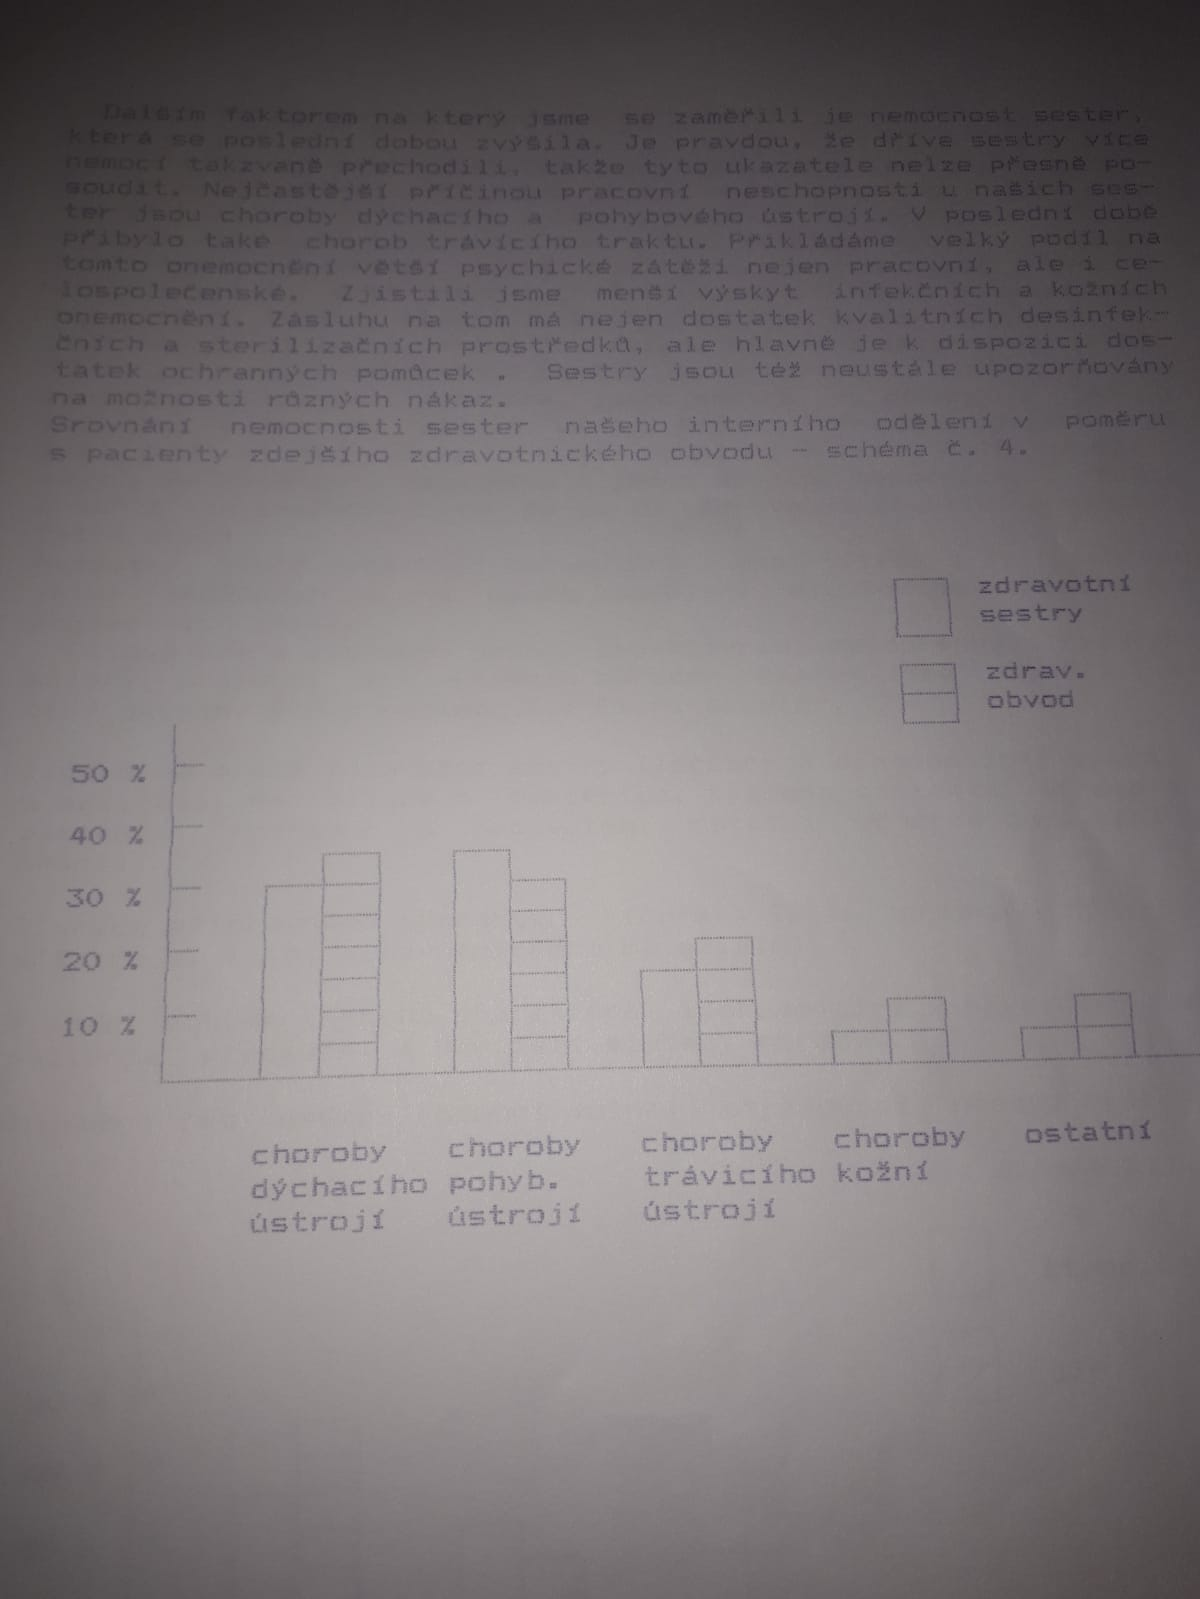 Dalším faktorem na který jsme se zaměřili je nemocnost sester,
která se poslední dobou zvýšila. Je pravdou, že dříve sestry více
nemoci takzvaně přechodili, takže tyto ukazatele nelze přesně po-
soudit. Nejčastější příčinou pracovní neschopnosti u našich ses-
ter jsou choroby dýchacího a pohybového ústrojí. V poslední době
přibylo také chorob trávícího traktu. Přikládáme velký podíl na
tomto onemocnění větší psychické zátěži nejen pracovní, ale i ce-
lospolečenské. Zjistili jsme menší výskyt infekčních a kožních
onemocnění. Zásluhu na tom má nejen dostatek kvalitních desinfek-
čních a sterilizačních prostředků, ale hlavně je k dispozici dos-
tatek ochranných pomůcek . Sestry jsou též neustále upozorňovány
na možnosti různých nákaz.
Srovnání nemocnosti sester našeho interního odělení v poměru
s pacienty zdejšího zdravotnického obvodu - schéma č. 4.
zdravotní
sestry
zdrav.
obvod
50 %
40 %
30 %
20 %
10 %
choroby
dýchacího
ústrojí
choroby
pohyb.
ústrojí
choroby
trávicího
ústrojí
choroby
kožní
ostatní